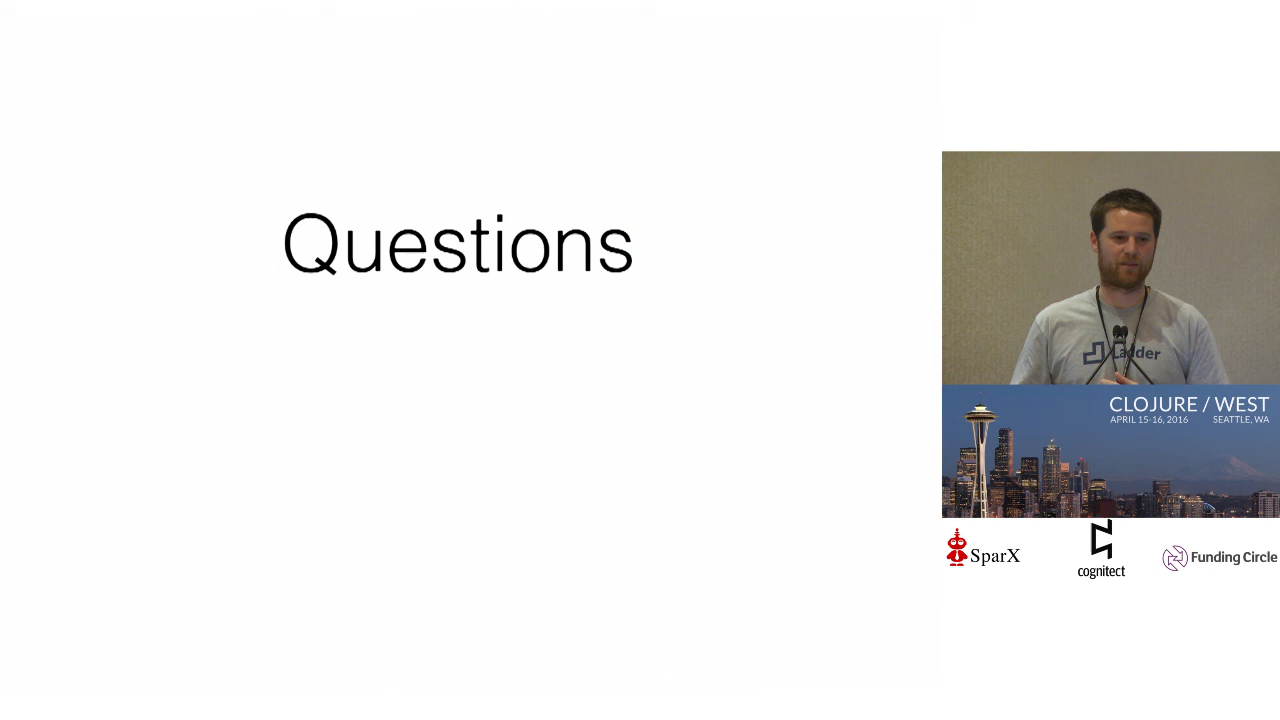 Questions
Ladder
CLOJURE / WEST
APRIL 15-16, 2016 SEATTLE, WA
SparX
cognitect
Funding Circle